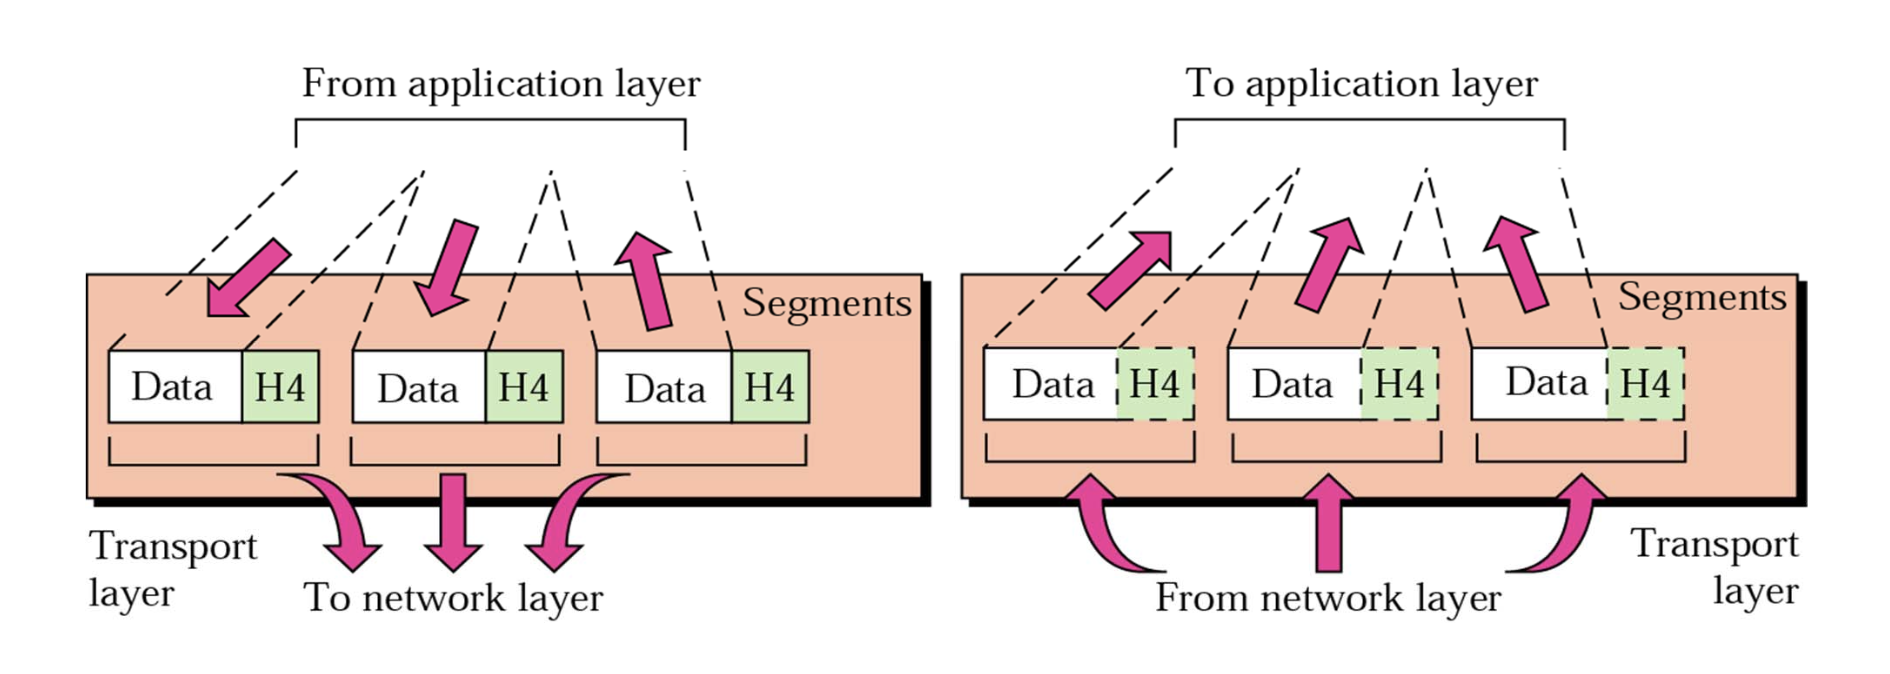 From application layer
Segments
Data H4 Data H4 Data H4
Transport
layer
To network layer
To application layer
Segments
Data H4 Data H4 Data H4
From network layer
Transport
layer